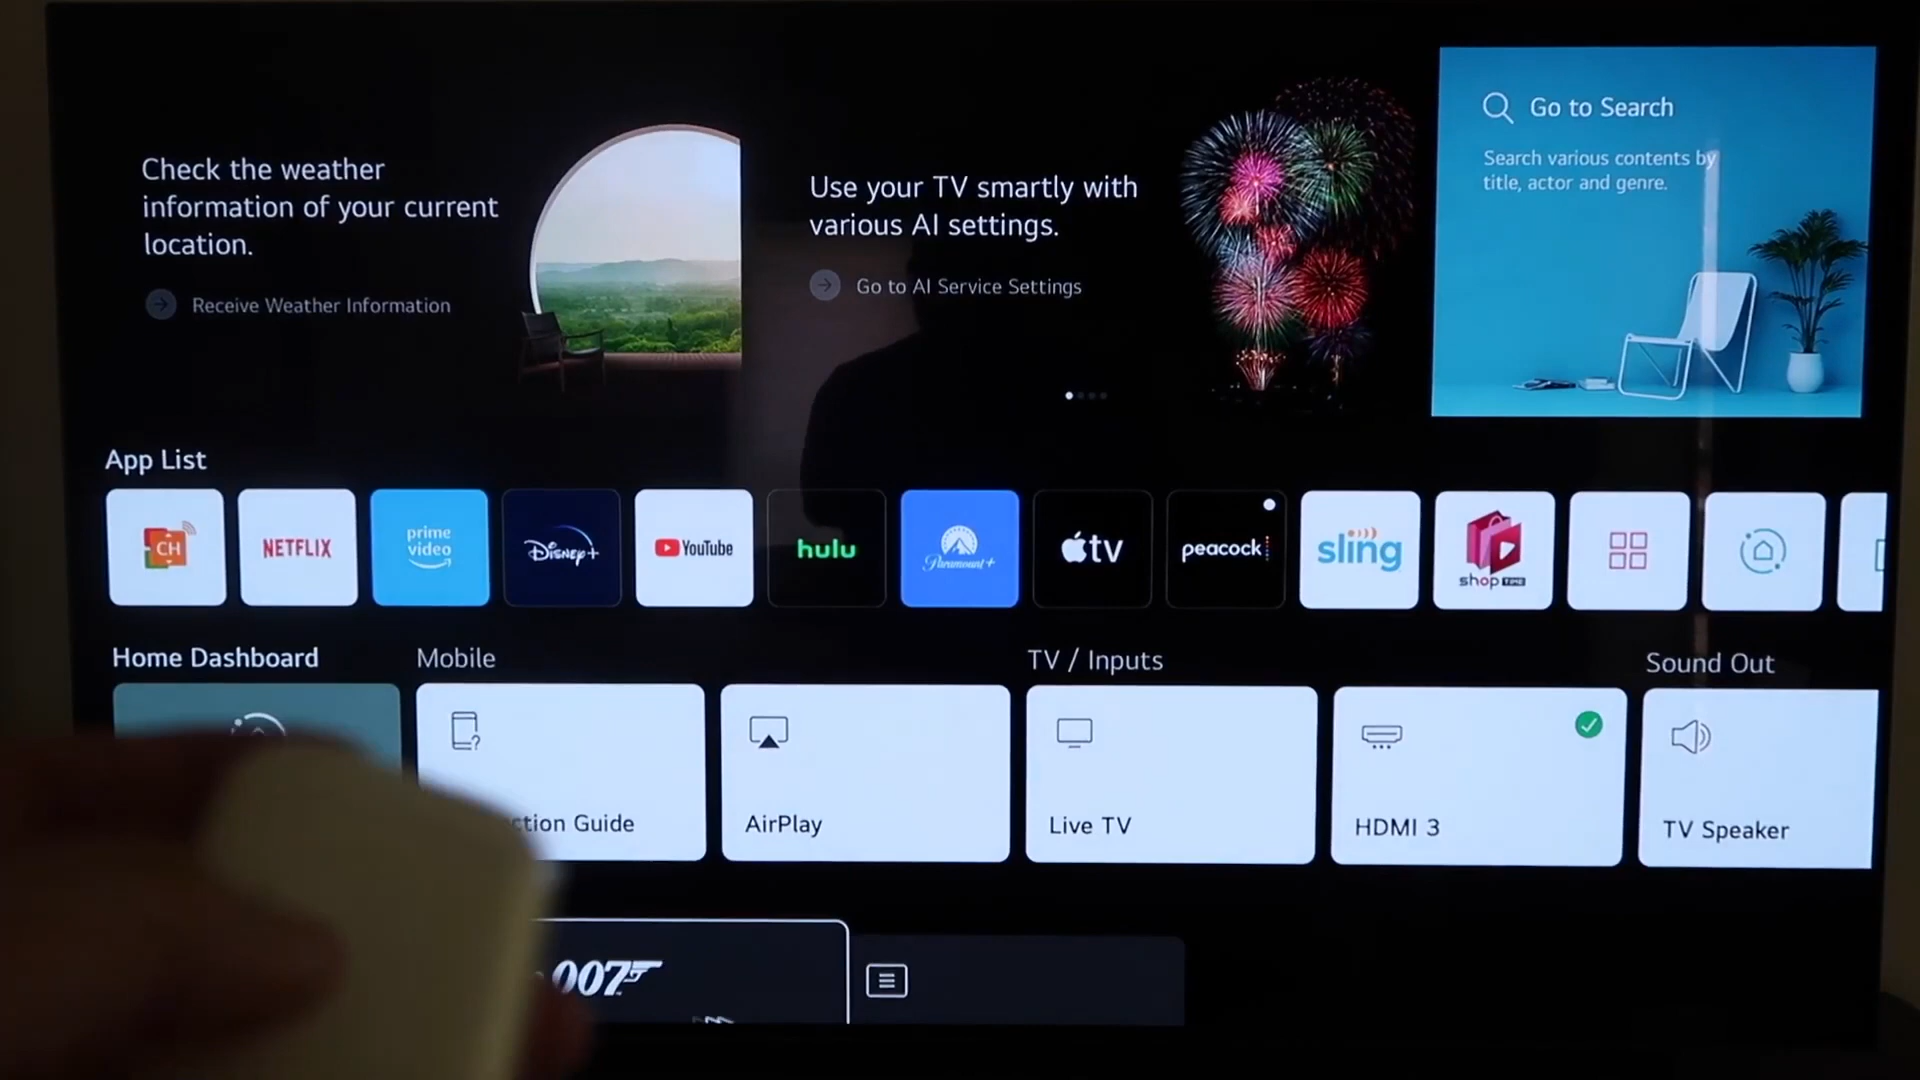 Check the weather
information of your current
location.
Receive Weather Information
Use your TV smartly with
various AI settings.
Go to AI Service Settings
Go to Search
Search various contents by
title, actor and genre.
App List
CH
NETFLIX
prime
video
Disney+
YouTube
hulu
Paramount+
tv
peacock
sling
shop TIME
Home Dashboard
Mobile
TV / Inputs
Sound Out
ction Guide
AirPlay
Live TV
HDMI 3
TV Speaker
007